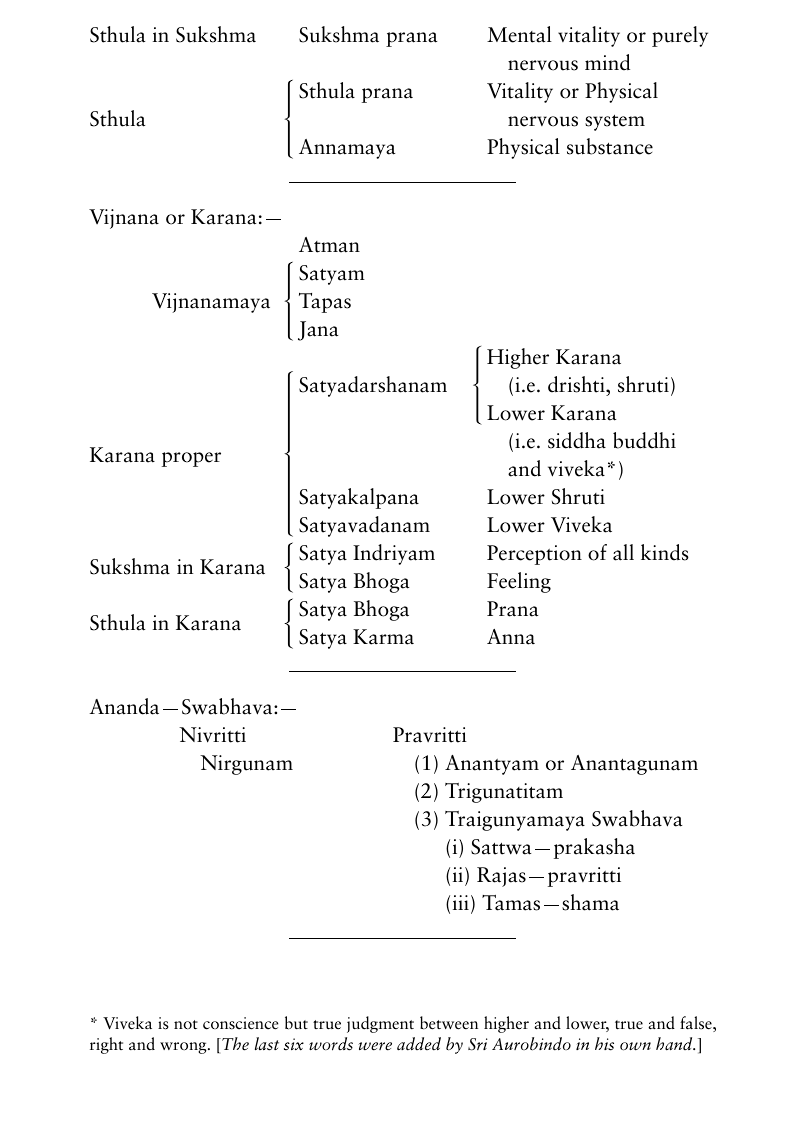 Sthula in Sukshma Sukshma prana Mental vitality or purely
nervous mind
Sthula prana Vitality or Physical
Sthula nervous system
Annamaya Physical substance
Vijnana or Karana:—
Atman
Satyam
Vijnanamaya Tapas
Jana
Higher Karana
Satyadarshanam (i.e. drishti, shruti)
Lower Karana
(i.e. siddha buddhi
Karana proper
and viveka*)
Satyakalpana Lower Shruti
Satyavadanam Lower Viveka
Satya Indriyam Perception of all kinds
Sukshma in Karana
Satya Bhoga Feeling
Satya Bhoga Prana
Sthula in Karana
Satya Karma Anna
Ananda—Swabhava:—
Nivritti Pravritti
Nirgunam (1) Anantyam or Anantagunam
(2) Trigunatitam
(3) Traigunyamaya Swabhava
(i) Sattwa—prakasha
(ii) Rajas—pravritti
(iii) Tamas—shama
* Viveka is not conscience but true judgment between higher and lower, true and false,
right and wrong. [The last six words were added by Sri Aurobindo in his own hand.]